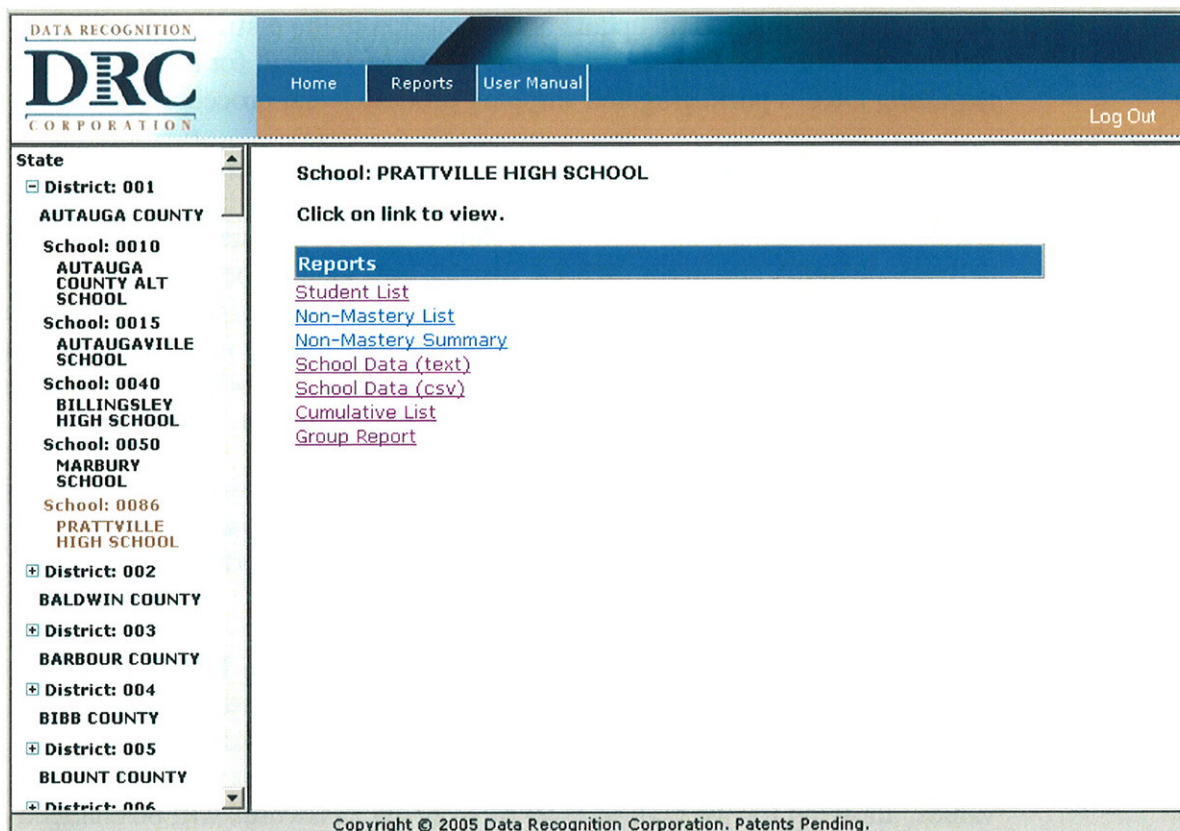 DATA RECOGNITION
DRC
CORPORATION
Home Reports User Manual
Log Out
State
District: 001
AUTAUGA COUNTY
School: 0010
AUTAUGA
COUNTY ALT
SCHOOL
School: 0015
AUTAUGAVILLE
SCHOOL
School: 0040
BILLINGSLEY
HIGH SCHOOL
School: 0050
MARBURY
SCHOOL
School: 0086
PRATTVILLE
HIGH SCHOOL
District: 002
BALDWIN COUNTY
District: 003
BARBOUR COUNTY
District: 004
BIBB COUNTY
District: 005
BLOUNT COUNTY
District: 006
School: PRATTVILLE HIGH SCHOOL
Click on link to view.
Reports
Student List
Non-Mastery List
Non-Mastery Summary
School Data (text)
School Data (csv)
Cumulative List
Group Report
Copyright © 2005 Data Recognition Corporation. Patents Pending.